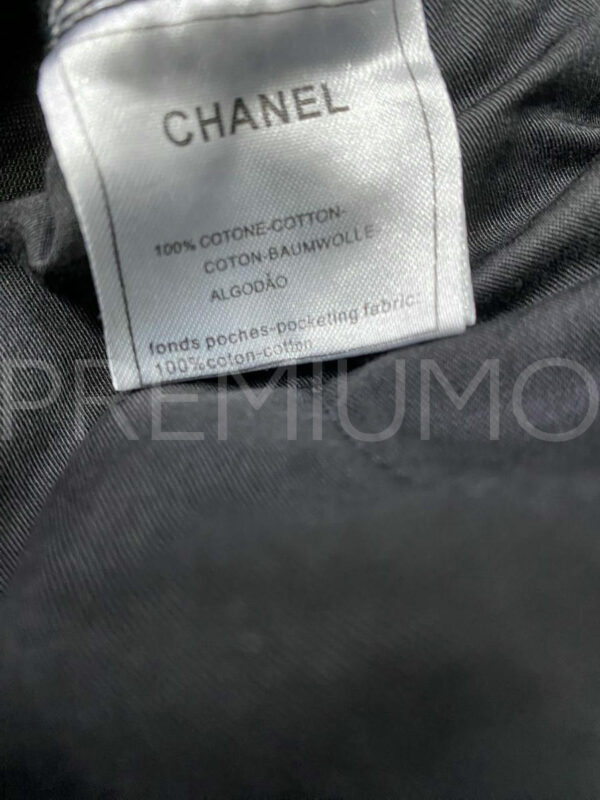 CHANEL
100% COTONE-COTTON-
COTON-BAUMWOLLE-
ALGODÃO
fonds poches-pocketing fabric:
100%coton-cotton
PREMIUMO